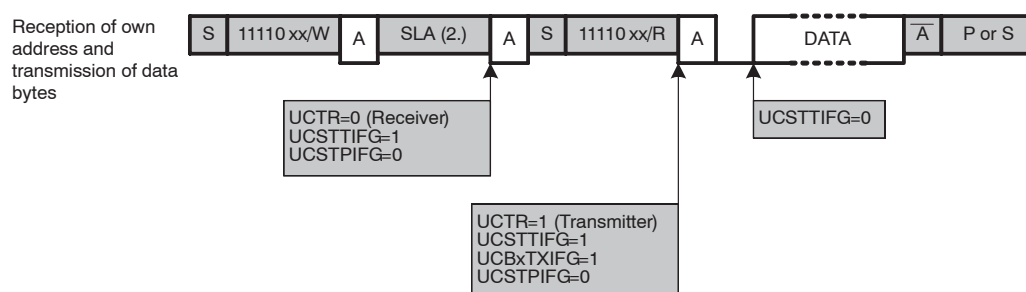 Reception of own
address and
transmission of data
bytes
S 11110 xx/W A SLA (2.) A S 11110 xx/R A DATA A P or S
UCTR=0 (Receiver)
UCSTTIFG=1
UCSTPIFG=0
UCSTTIFG=0
UCTR=1 (Transmitter)
UCSTTIFG=1
UCBxTXIFG=1
UCSTPIFG=0